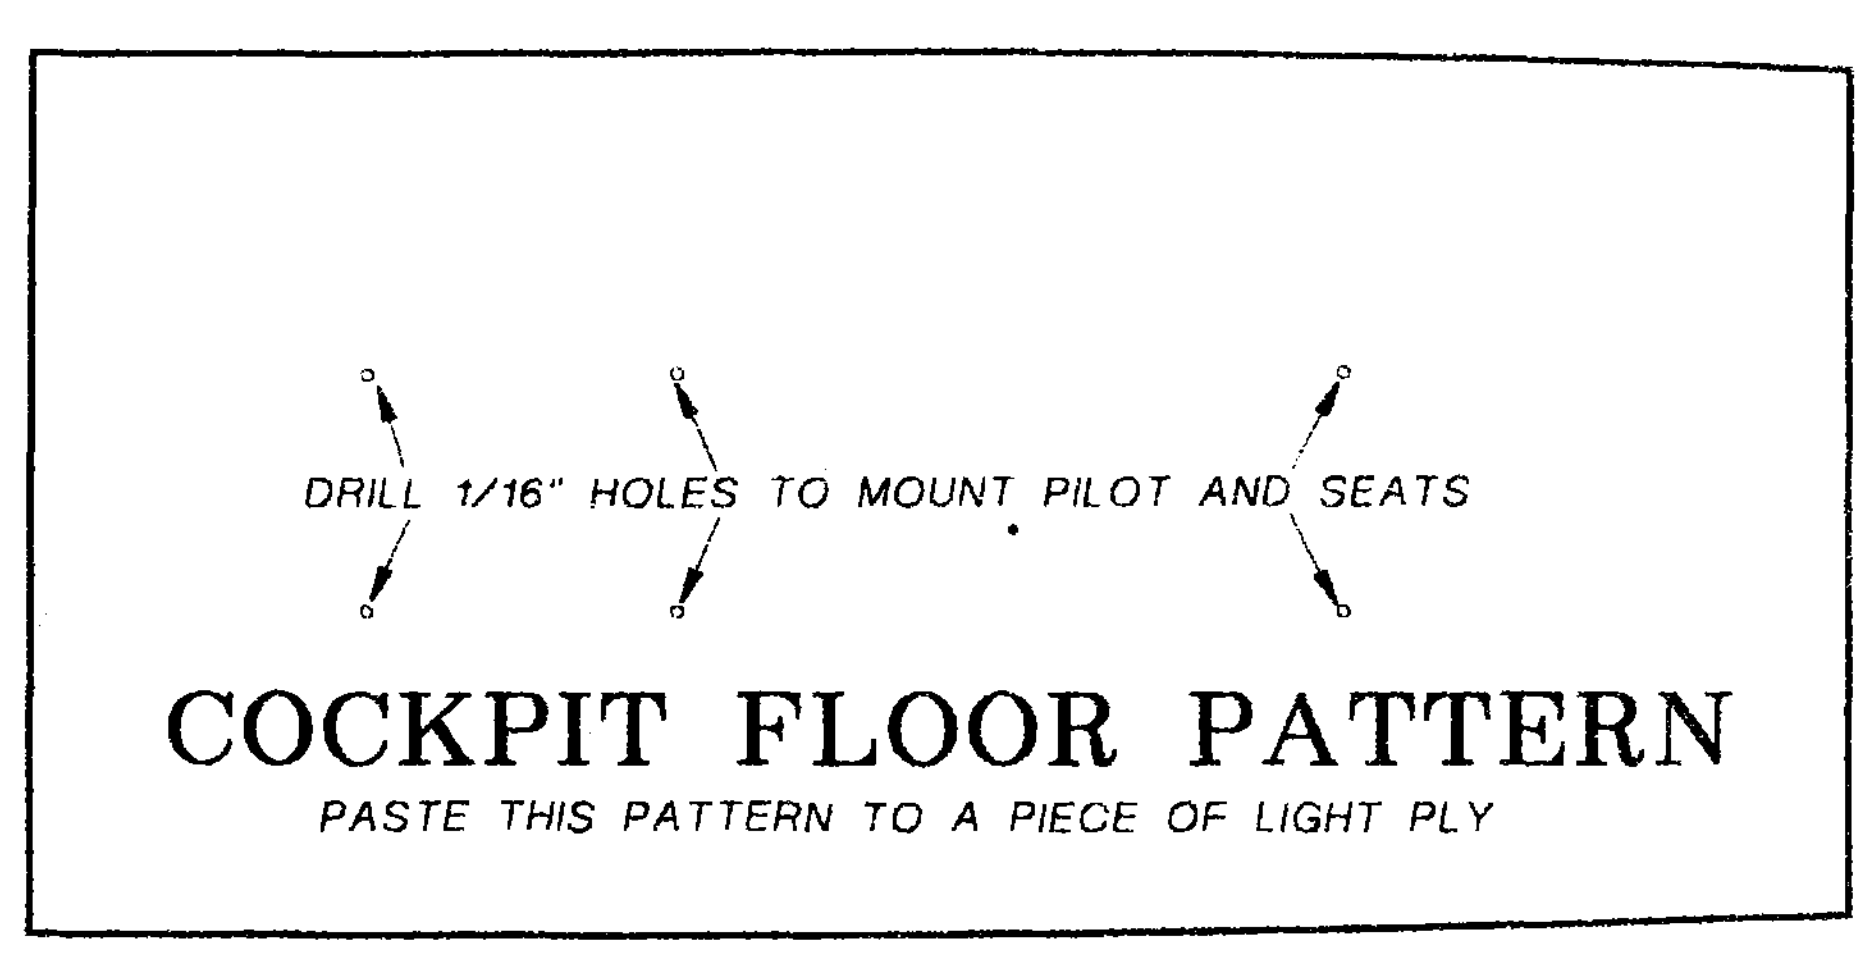 DRILL 1/16" HOLES TO MOUNT PILOT AND SEATS
COCKPIT FLOOR PATTERN
PASTE THIS PATTERN TO A PIECE OF LIGHT PLY